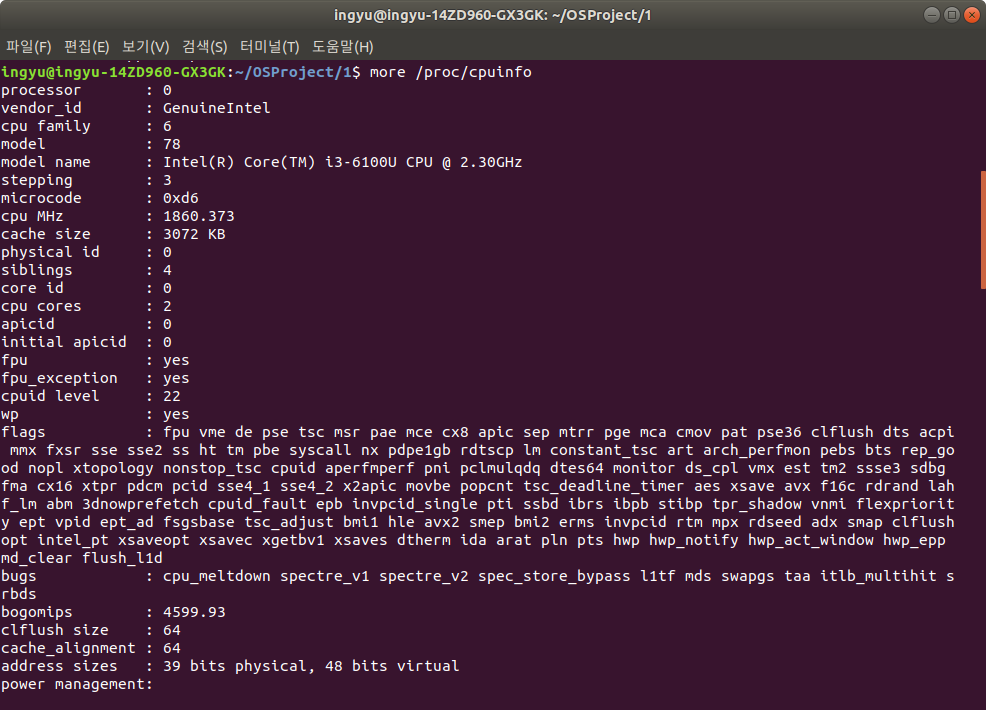 ingyu@ingyu-14ZD960-GX3GK: ~/OSProject/1
파일(F) 편집(E) 보기(V) 검색(S) 터미널(T) 도움말(H)
ingyu@ingyu-14ZD960-GX3GK:~/OSProject/1$ more /proc/cpuinfo
processor       : 0
vendor_id       : GenuineIntel
cpu family      : 6
model           : 78
model name      : Intel(R) Core(TM) i3-6100U CPU @ 2.30GHz
stepping        : 3
microcode       : 0xd6
cpu MHz         : 1860.373
cache size      : 3072 KB
physical id     : 0
siblings        : 4
core id         : 0
cpu cores       : 2
apicid          : 0
initial apicid  : 0
fpu             : yes
fpu_exception   : yes
cpuid level     : 22
wp              : yes
flags           : fpu vme de pse tsc msr pae mce cx8 apic sep mtrr pge mca cmov pat pse36 clflush dts acpi
 mmx fxsr sse sse2 ss ht tm pbe syscall nx pdpe1gb rdtscp lm constant_tsc art arch_perfmon pebs bts rep_go
od nopl xtopology nonstop_tsc cpuid aperfmperf pni pclmulqdq dtes64 monitor ds_cpl vmx est tm2 ssse3 sdbg
fma cx16 xtpr pdcm pcid sse4_1 sse4_2 x2apic movbe popcnt tsc_deadline_timer aes xsave avx f16c rdrand lah
f_lm abm 3dnowprefetch cpuid_fault epb invpcid_single pti ssbd ibrs ibpb stibp tpr_shadow vnmi flexpriorit
y ept vpid ept_ad fsgsbase tsc_adjust bmi1 hle avx2 smep bmi2 erms invpcid rtm mpx rdseed adx smap clflush
opt intel_pt xsaveopt xsavec xgetbv1 xsaves dtherm ida arat pln pts hwp hwp_notify hwp_act_window hwp_epp
md_clear flush_l1d
bugs            : cpu_meltdown spectre_v1 spectre_v2 spec_store_bypass l1tf mds swapgs taa itlb_multihit s
rbds
bogomips        : 4599.93
clflush size    : 64
cache_alignment : 64
address sizes   : 39 bits physical, 48 bits virtual
power management: